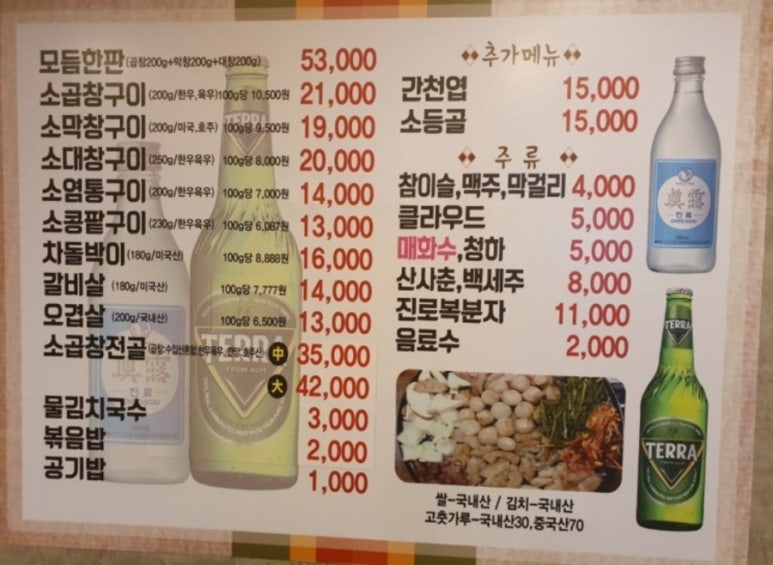 모듬한판 (곱창200g+막창200g+대창200g) 53,000
소곱창구이 (200g/한우,육우) 100g당 10,500원 21,000
소막창구이 (200g/미국,호주) 100g당 9,500원 19,000
소대창구이 (250g/한우육우) 100g당 8,000원 20,000
소염통구이 (200g/한우육우) 100g당 7,000원 14,000
소콩팥구이 (230g/한우육우) 100g당 6,087원 13,000
차돌박이 (180g/미국산) 100g당 8,888원 16,000
갈비살 (180g/미국산) 100g당 7,777원 14,000
오겹살 (200g/국내산) 100g당 6,500원 13,000
소곱창전골 中 35,000
大 42,000
물김치국수 3,000
볶음밥 2,000
공기밥 1,000
추가메뉴
간천엽 15,000
소등골 15,000
주 류
참이슬,맥주,막걸리 4,000
클라우드 5,000
매화수,청하 5,000
산사춘,백세주 8,000
진로복분자 11,000
음료수 2,000
쌀-국내산 / 김치-국내산
고춧가루-국내산30,중국산70
眞露
진로
TERRA
TERRA
眞露
진로
TERRA
TERRA
FROM AGM